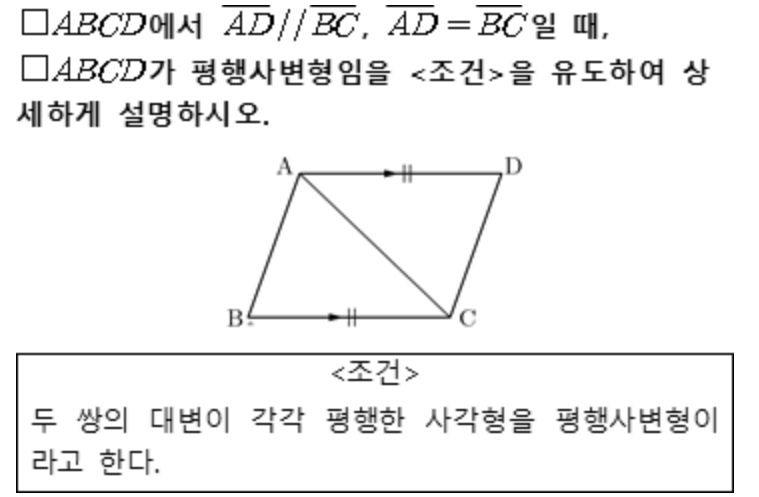 □ABCD에서 AD//BC, AD=BC일 때,
□ABCD가 평행사변형임을 <조건>을 유도하여 상
세하게 설명하시오.
A D
B C
<조건>
두 쌍의 대변이 각각 평행한 사각형을 평행사변형이
라고 한다.